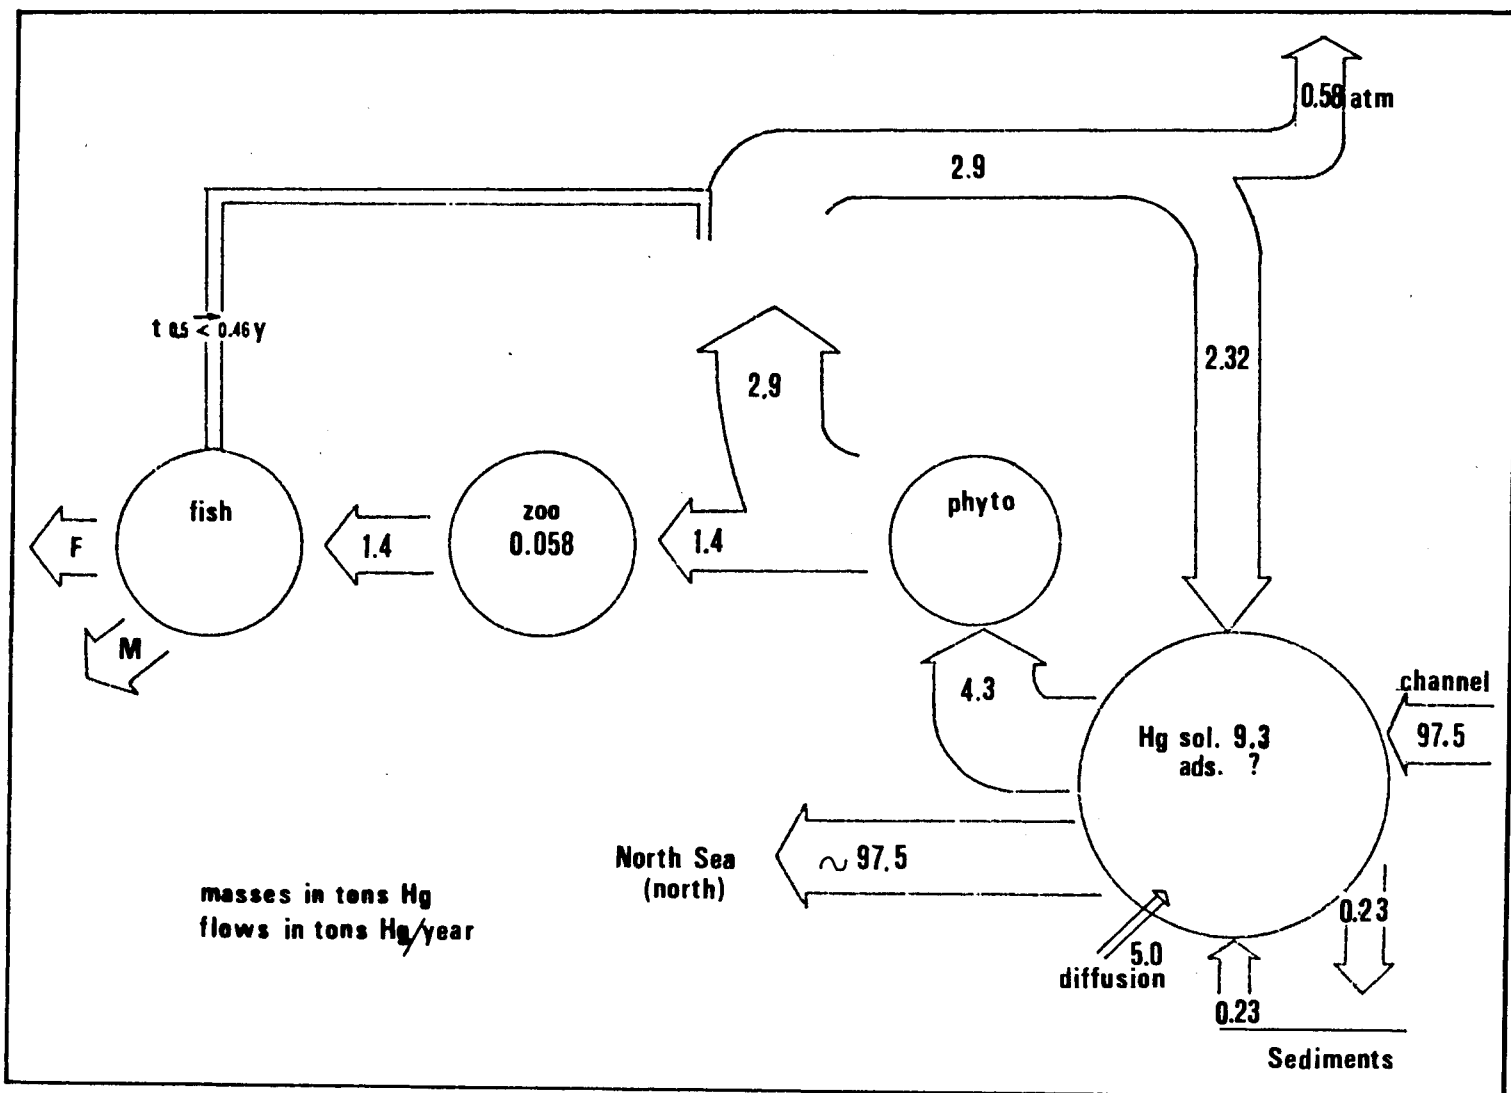 0.58 atm
2.9
t 0.5 < 0.46 y
2.9
2.32
fish
zoo
0.058
phyto
F
1.4
1.4
M
4.3
channel
97.5
Hg sol. 9.3
ads. ?
North Sea
(north)
~ 97.5
masses in tons Hg
flows in tons Hg/year
0.23
5.0
diffusion
0.23
Sediments